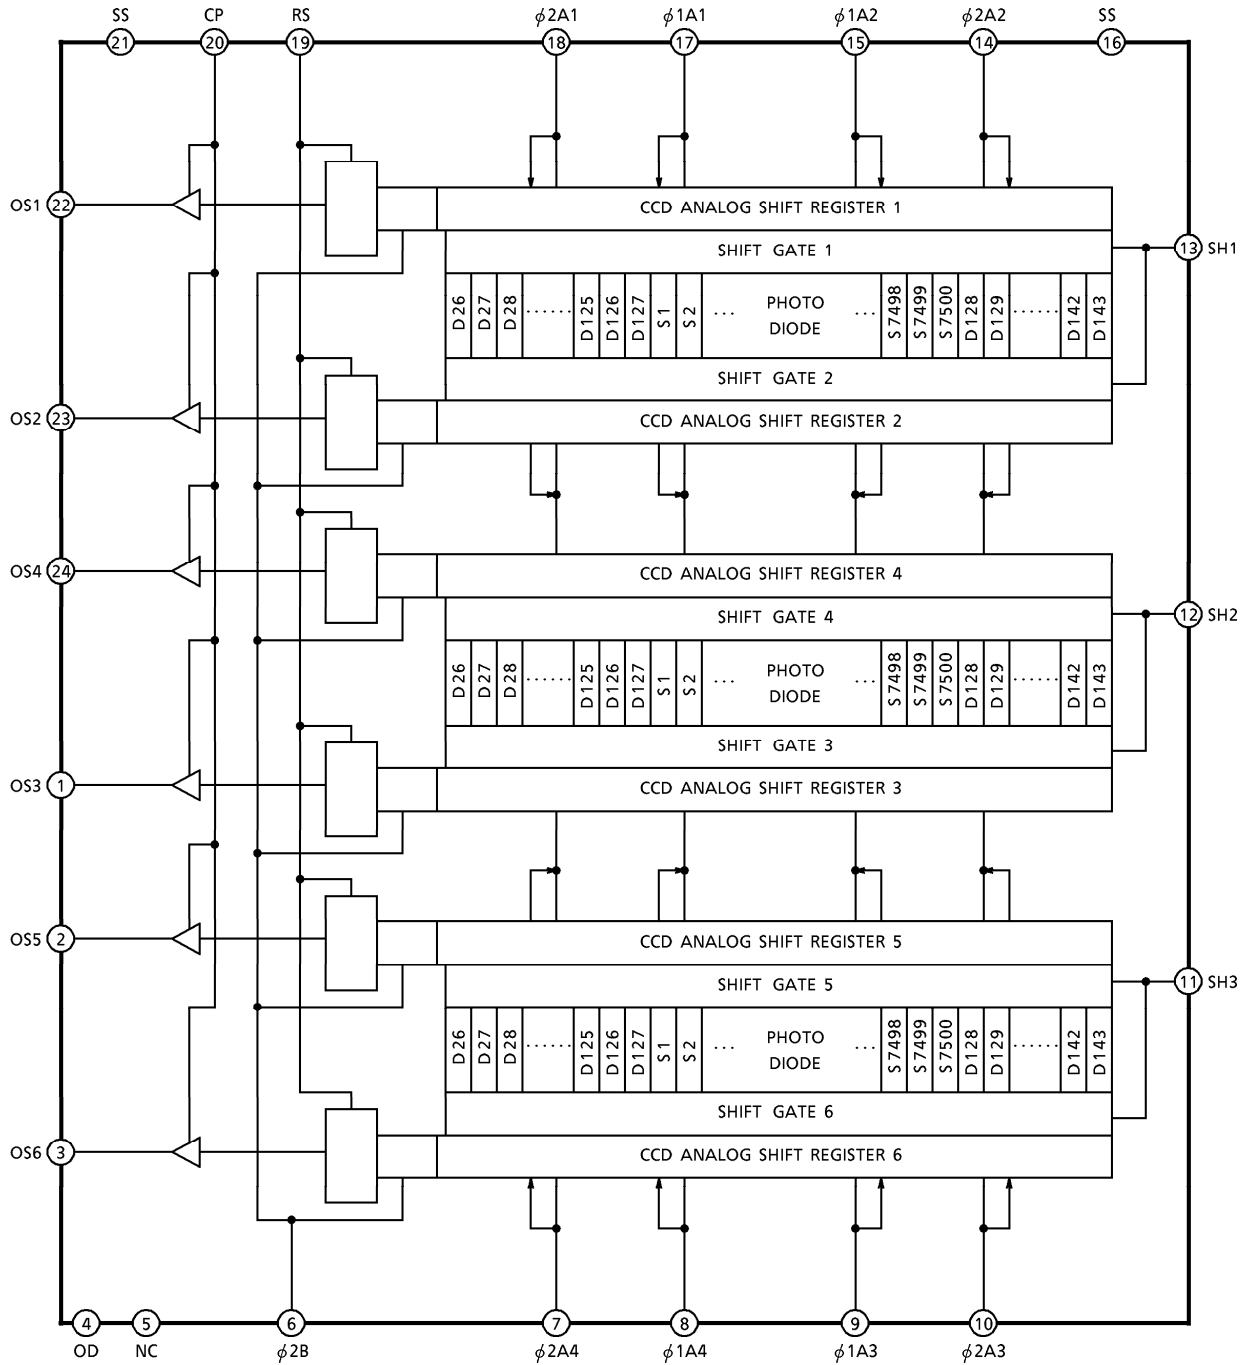 SS CP RS ϕ2A1 ϕ1A1 ϕ1A2 ϕ2A2 SS
21 20 19 18 17 15 14 16
OS1 22 CCD ANALOG SHIFT REGISTER 1
SHIFT GATE 1 13 SH1
D26 D27 D28 ...... D125 D126 D127 S1 S2 ... PHOTO DIODE ... S7498 S7499 S7500 D128 D129 ...... D142 D143
SHIFT GATE 2
OS2 23 CCD ANALOG SHIFT REGISTER 2
OS4 24 CCD ANALOG SHIFT REGISTER 4
SHIFT GATE 4 12 SH2
D26 D27 D28 ...... D125 D126 D127 S1 S2 ... PHOTO DIODE ... S7498 S7499 S7500 D128 D129 ...... D142 D143
SHIFT GATE 3
OS3 1 CCD ANALOG SHIFT REGISTER 3
OS5 2 CCD ANALOG SHIFT REGISTER 5
SHIFT GATE 5 11 SH3
D26 D27 D28 ...... D125 D126 D127 S1 S2 ... PHOTO DIODE ... S7498 S7499 S7500 D128 D129 ...... D142 D143
SHIFT GATE 6
OS6 3 CCD ANALOG SHIFT REGISTER 6
4 5 6 7 8 9 10
OD NC ϕ2B ϕ2A4 ϕ1A4 ϕ1A3 ϕ2A3